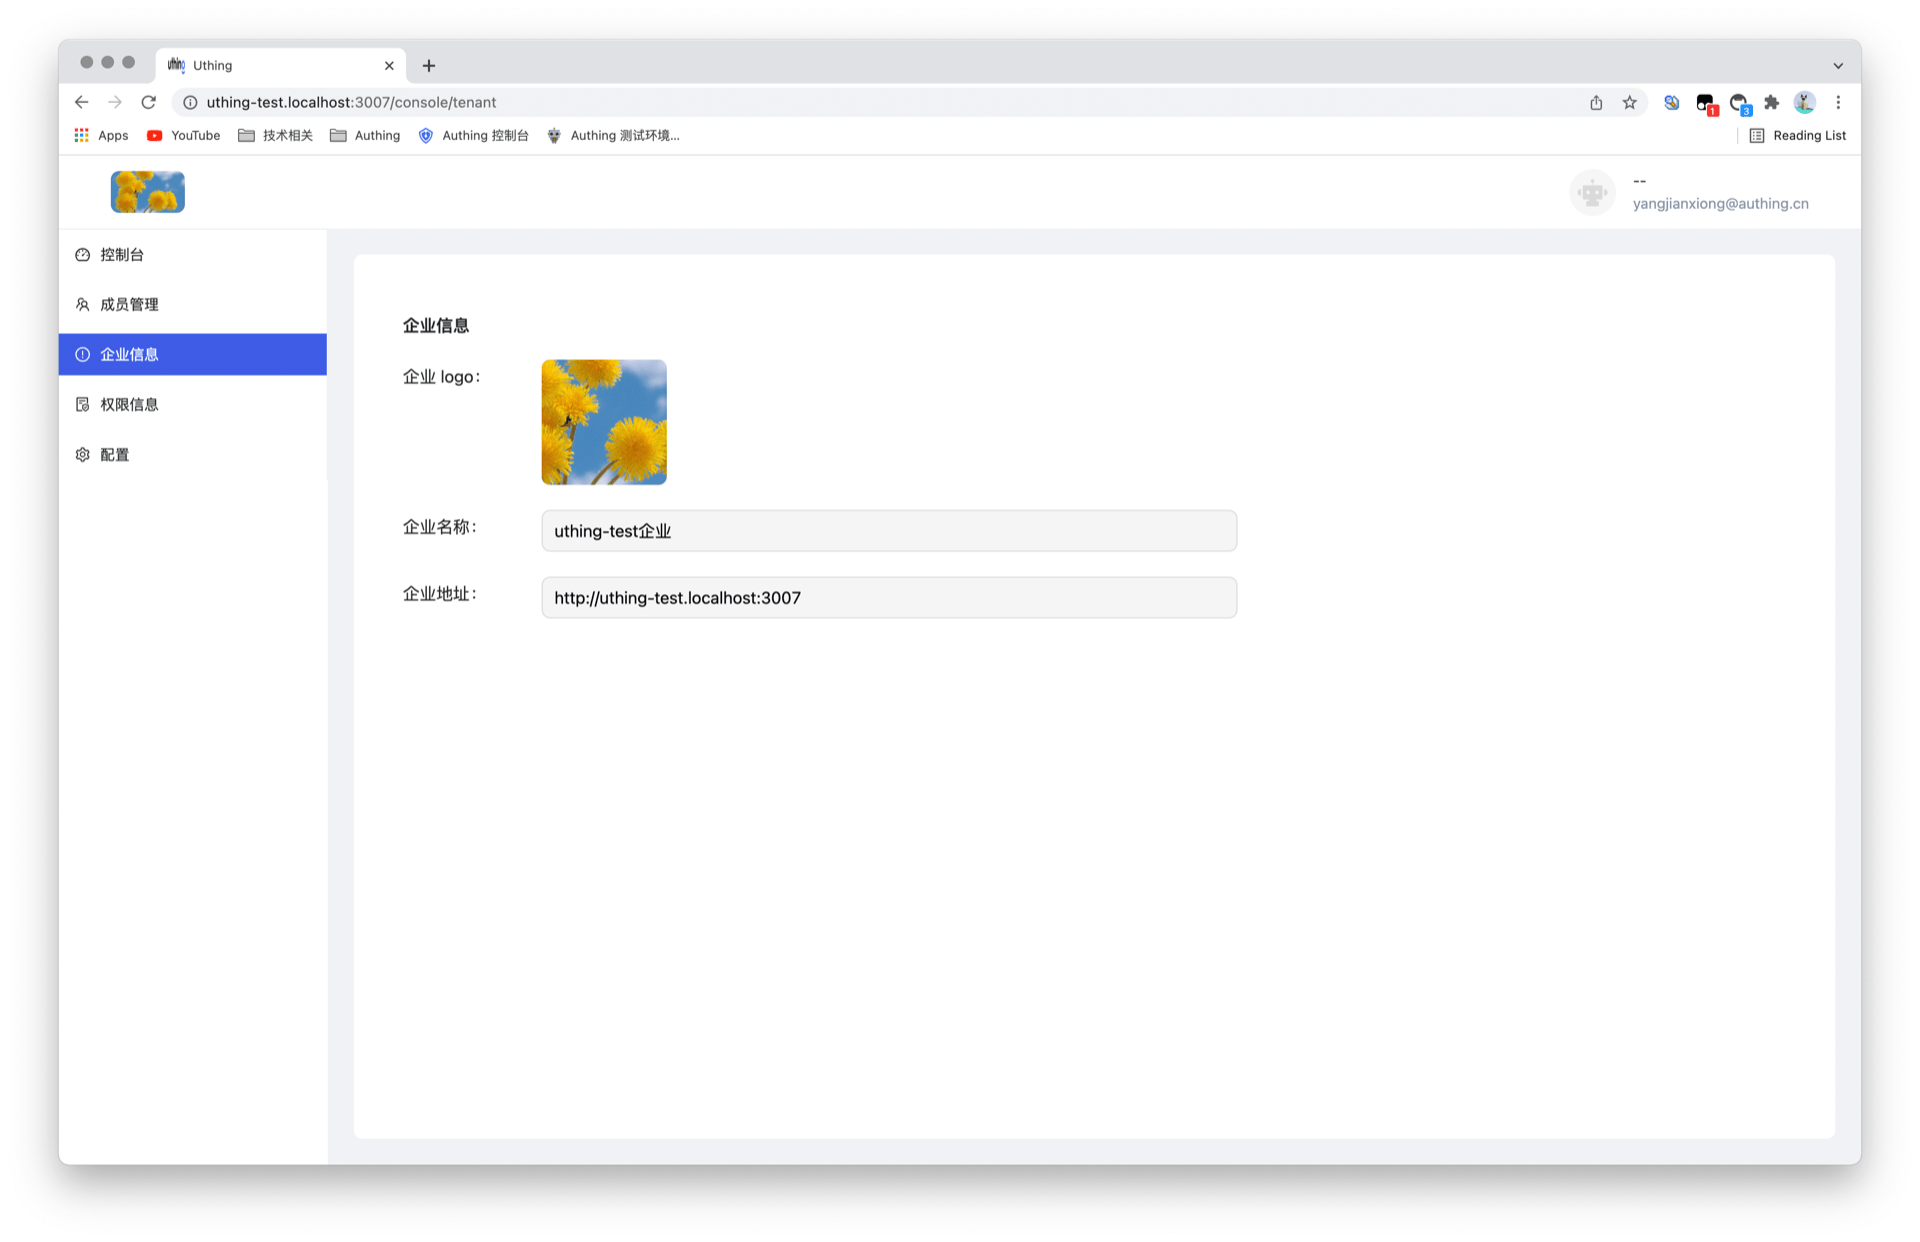 uthing Uthing
uthing-test.localhost:3007/console/tenant
1
3
Apps
YouTube
技术相关
Authing
Authing 控制台
Authing 测试环境...
Reading List
--
yangjianxiong@authing.cn
控制台
成员管理
企业信息
权限信息
配置
企业信息
企业 logo：
企业名称：
uthing-test企业
企业地址：
http://uthing-test.localhost:3007